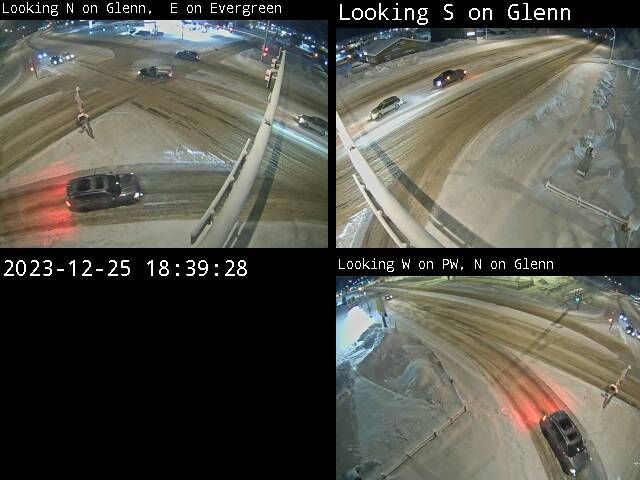 Looking N on Glenn,  E on Evergreen
Looking S on Glenn
2023-12-25 18:39:28
Looking W on PW, N on Glenn